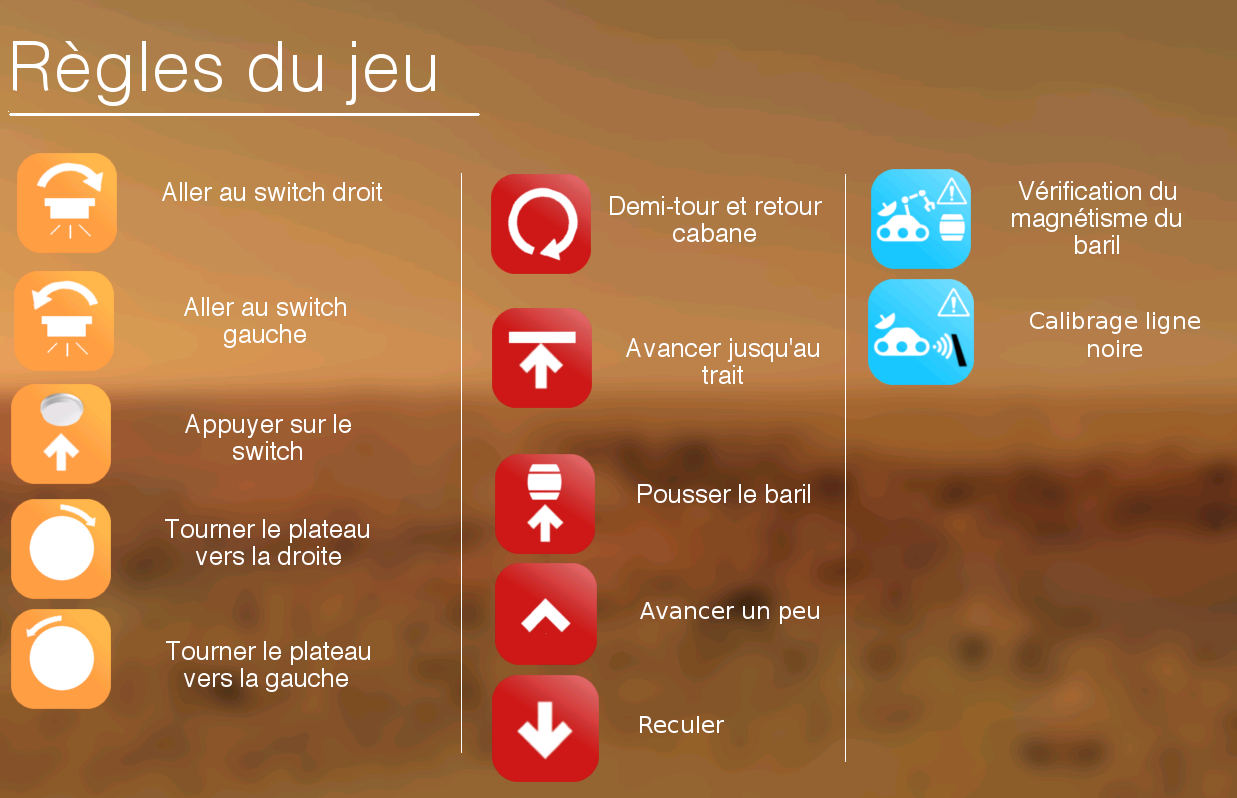 Règles du jeu
Aller au switch droit
Aller au switch
gauche
Appuyer sur le
switch
Tourner le plateau
vers la droite
Tourner le plateau
vers la gauche
Demi-tour et retour
cabane
Avancer jusqu'au
trait
Pousser le baril
Avancer un peu
Reculer
Vérification du
magnétisme du
baril
Calibrage ligne
noire